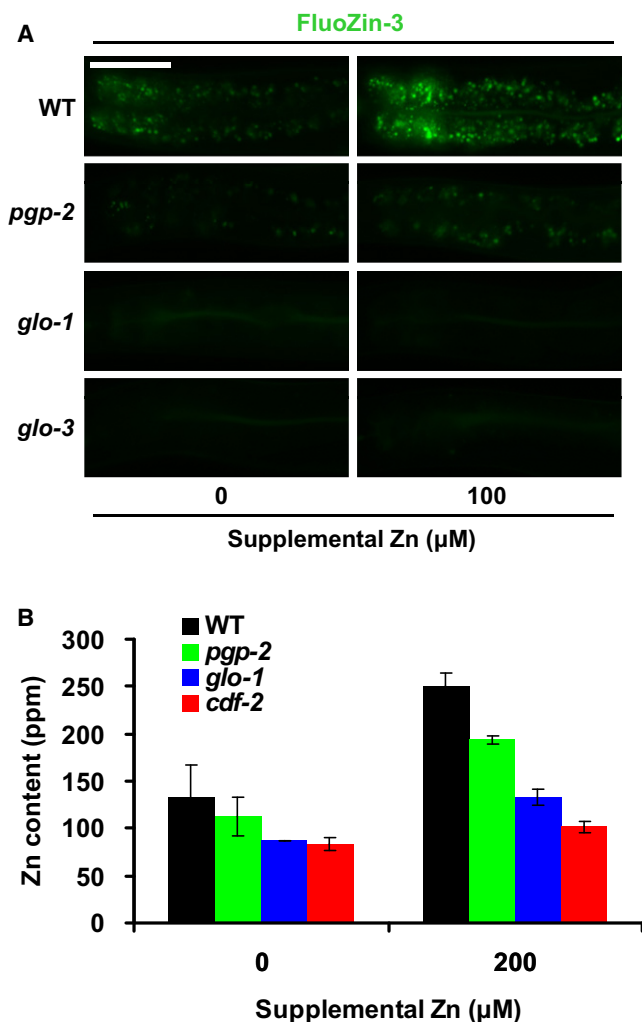 A
FluoZin-3
WT
pgp-2
glo-1
glo-3
0 100
Supplemental Zn (µM)
B
WT
pgp-2
glo-1
cdf-2
Zn content (ppm)
300
250
200
150
100
50
0
0 200
Supplemental Zn (µM)